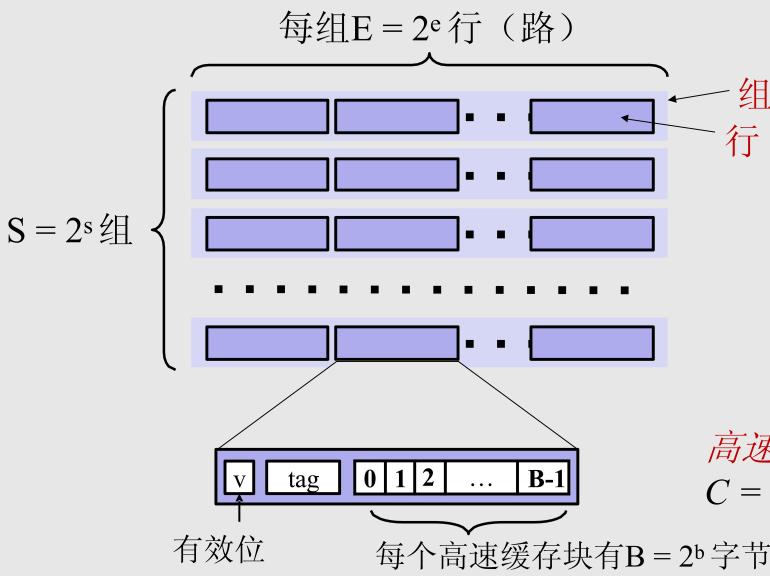 每组E = 2ᵉ 行（路）
组
行
S = 2ˢ 组
v tag 0 1 2 … B-1
高速
C =
有效位
每个高速缓存块有B = 2ᵇ 字节